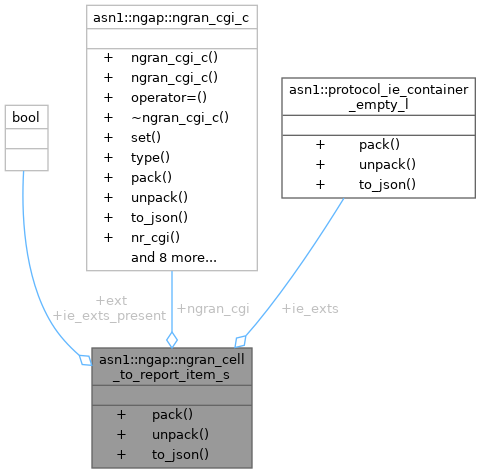 asn1::ngap::ngran_cgi_c
+ ngran_cgi_c()
+ ngran_cgi_c()
+ operator=()
+ ~ngran_cgi_c()
+ set()
+ type()
+ pack()
+ unpack()
+ to_json()
+ nr_cgi()
and 8 more...
asn1::protocol_ie_container
_empty_l
+ pack()
+ unpack()
+ to_json()
bool
+ext
+ie_exts_present
+ngran_cgi
+ie_exts
asn1::ngap::ngran_cell
_to_report_item_s
+ pack()
+ unpack()
+ to_json()